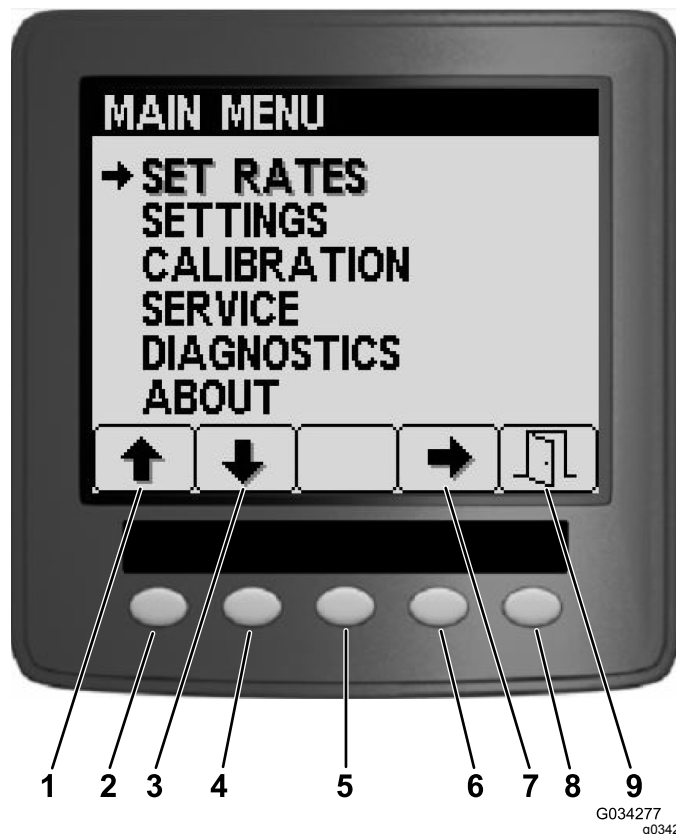 MAIN MENU
SET RATES
SETTINGS
CALIBRATION
SERVICE
DIAGNOSTICS
ABOUT
1 2 3 4 5 6 7 8 9
G034277
g0342